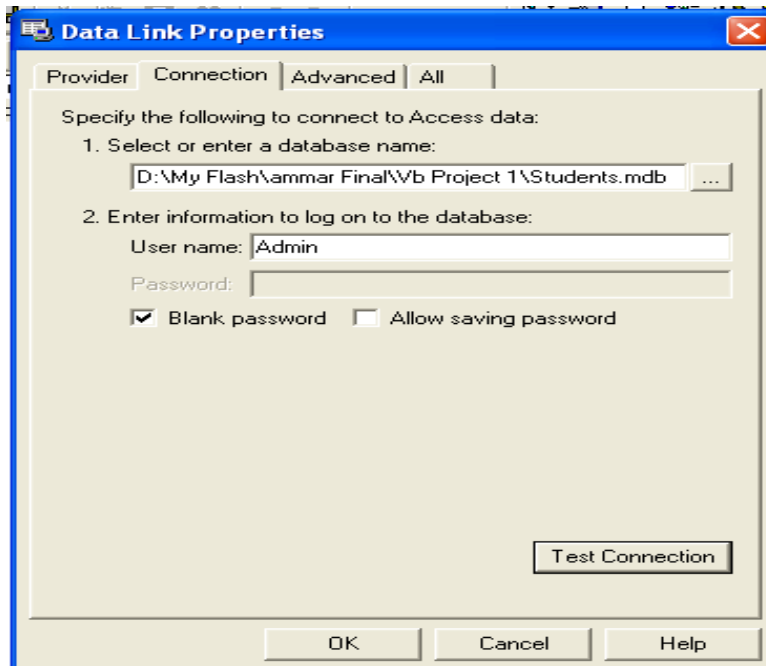 Data Link Properties
Provider Connection Advanced All
Specify the following to connect to Access data:
1. Select or enter a database name:
D:\My Flash\ammar Final\Vb Project 1\Students.mdb ...
2. Enter information to log on to the database:
User name: Admin
Password:
Blank password Allow saving password
Test Connection
OK Cancel Help